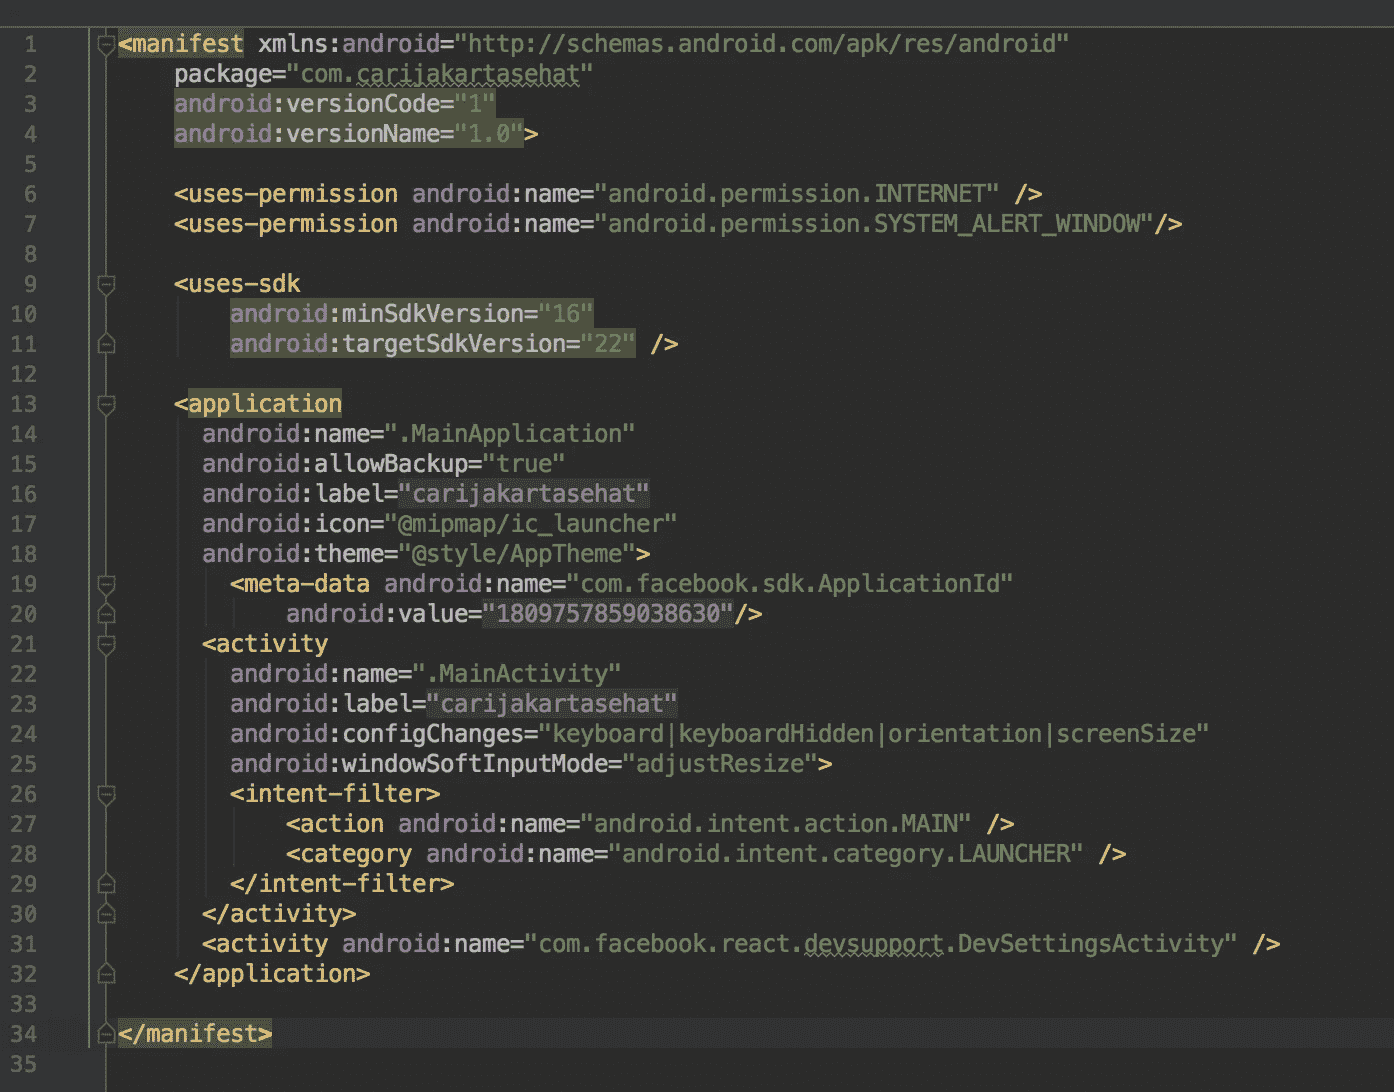 1 <manifest xmlns:android="http://schemas.android.com/apk/res/android"
2 package="com.carijakartasehat"
3 android:versionCode="1"
4 android:versionName="1.0">
5
6 <uses-permission android:name="android.permission.INTERNET" />
7 <uses-permission android:name="android.permission.SYSTEM_ALERT_WINDOW"/>
8
9 <uses-sdk
10 android:minSdkVersion="16"
11 android:targetSdkVersion="22" />
12
13 <application
14 android:name=".MainApplication"
15 android:allowBackup="true"
16 android:label="carijakartasehat"
17 android:icon="@mipmap/ic_launcher"
18 android:theme="@style/AppTheme">
19 <meta-data android:name="com.facebook.sdk.ApplicationId"
20 android:value="1809757859038630"/>
21 <activity
22 android:name=".MainActivity"
23 android:label="carijakartasehat"
24 android:configChanges="keyboard|keyboardHidden|orientation|screenSize"
25 android:windowSoftInputMode="adjustResize">
26 <intent-filter>
27 <action android:name="android.intent.action.MAIN" />
28 <category android:name="android.intent.category.LAUNCHER" />
29 </intent-filter>
30 </activity>
31 <activity android:name="com.facebook.react.devsupport.DevSettingsActivity" />
32 </application>
33
34 </manifest>
35